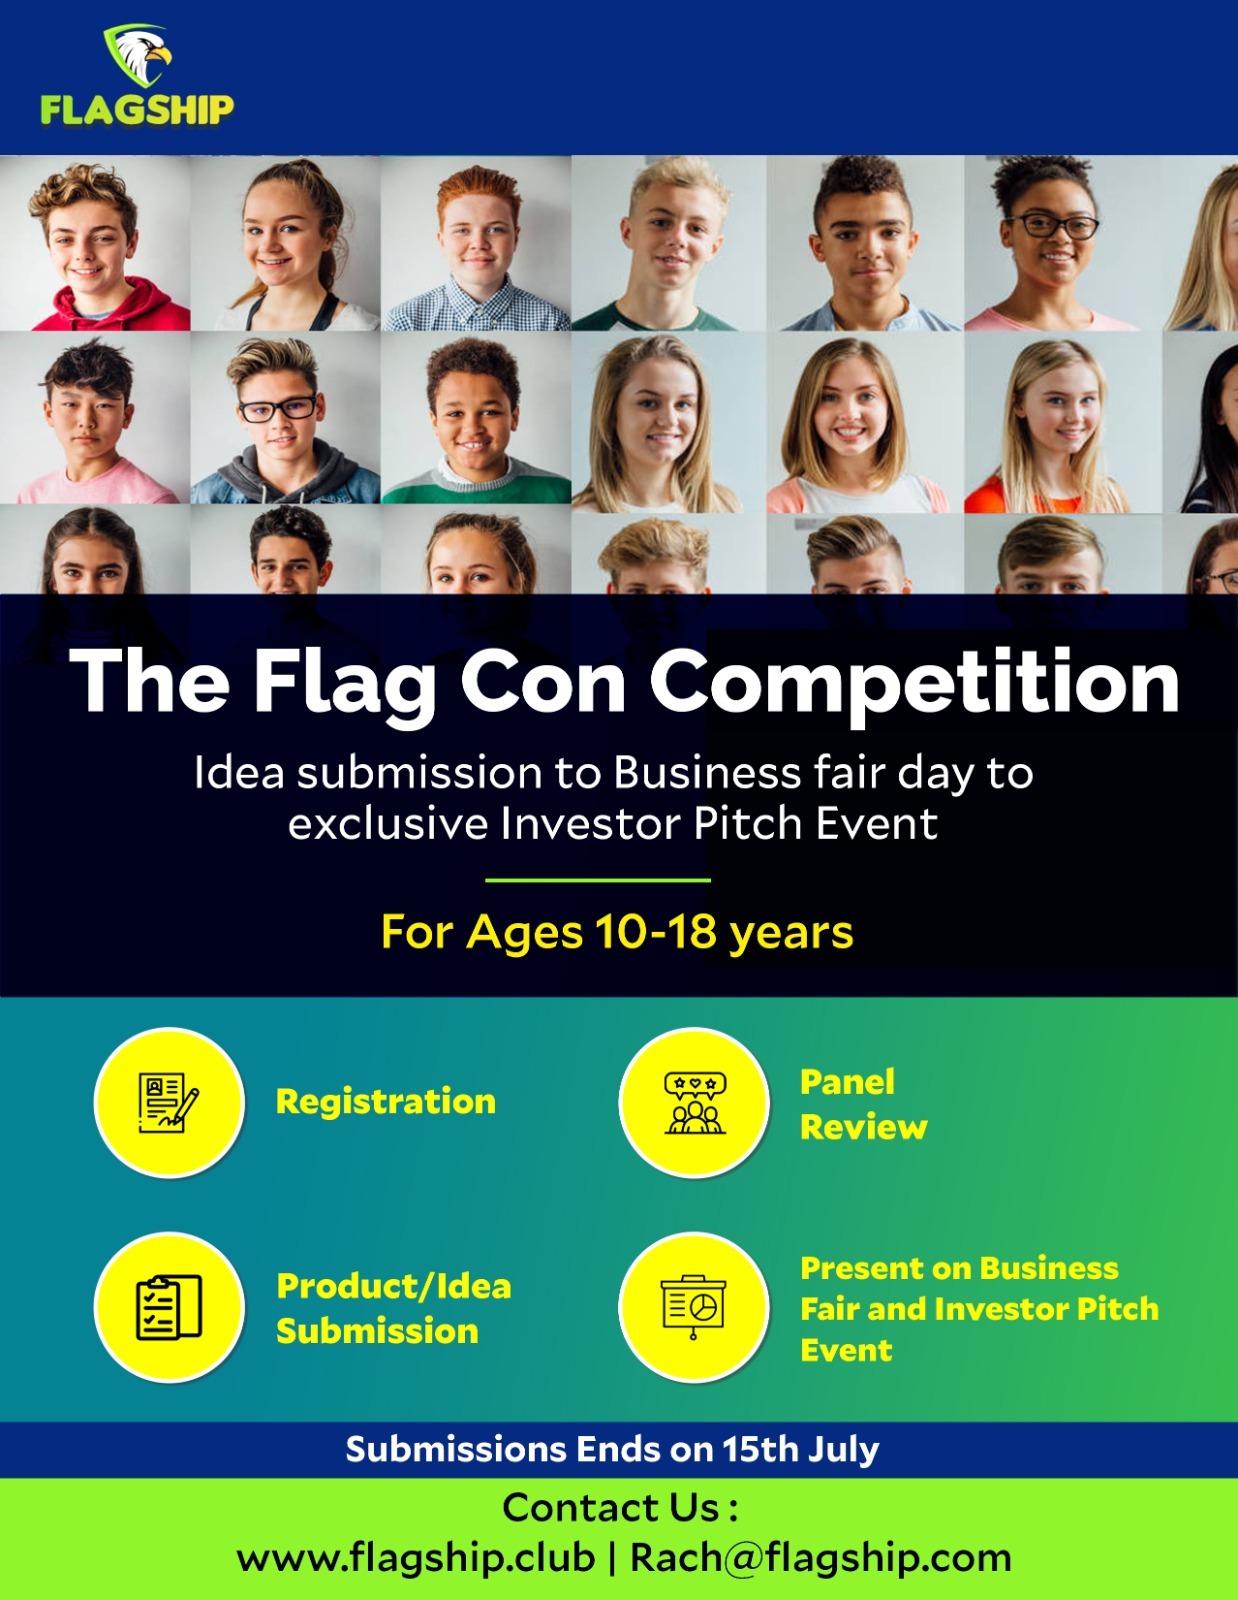 FLAGSHIP
The Flag Con Competition
Idea submission to Business fair day to
exclusive Investor Pitch Event
For Ages 10-18 years
Registration
Panel
Review
Product/Idea
Submission
Present on Business
Fair and Investor Pitch
Event
Submissions Ends on 15th July
Contact Us :
www.flagship.club | Rach@flagship.com